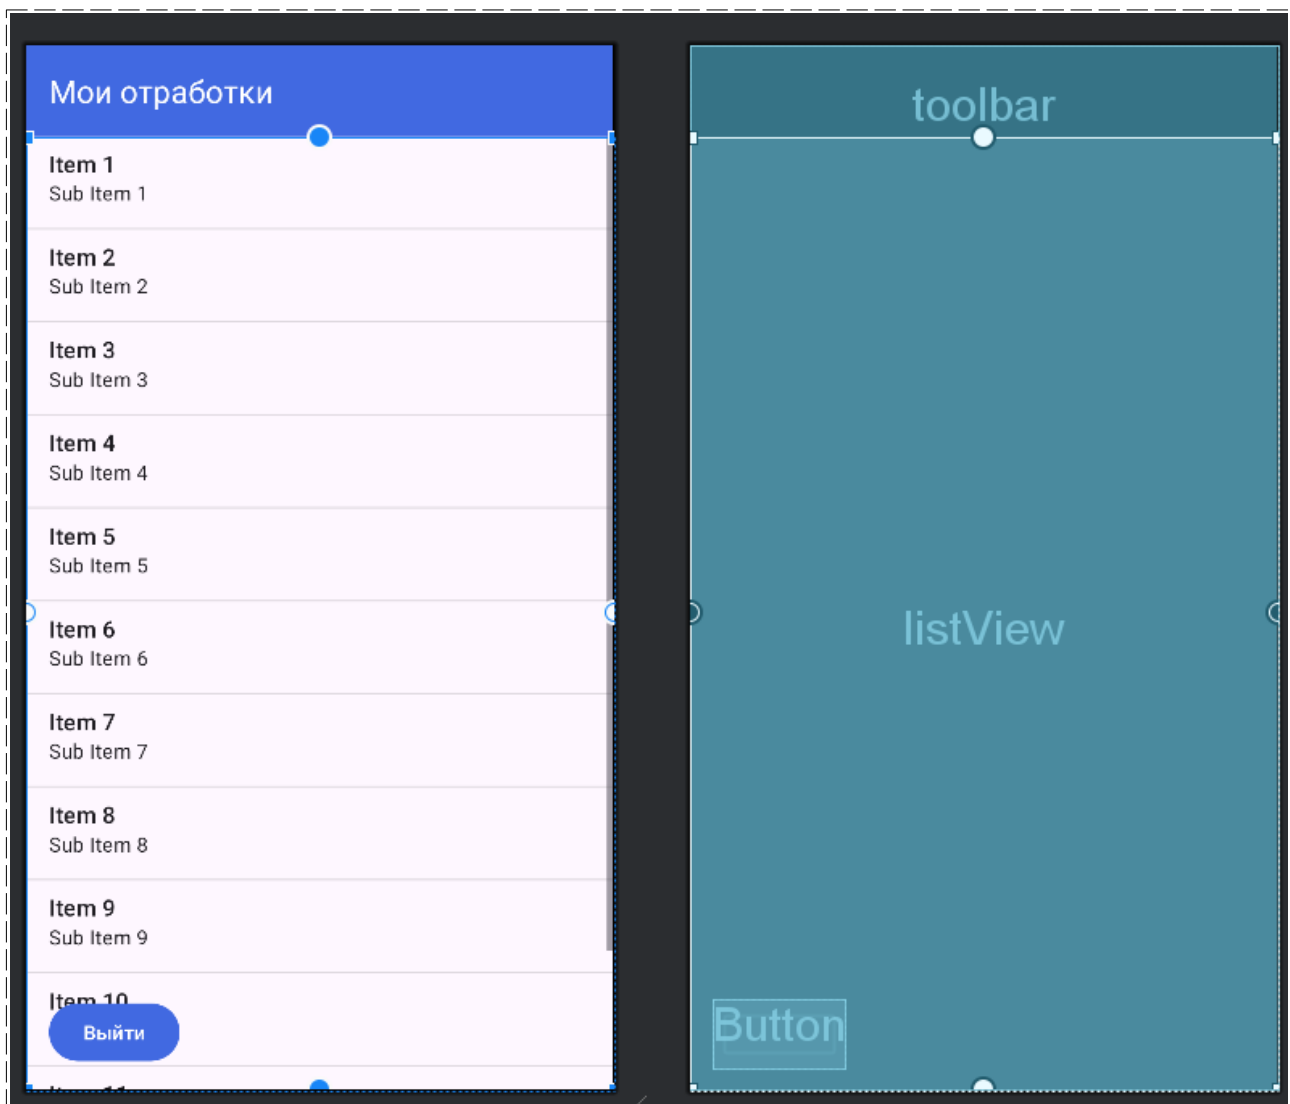 Мои отработки
Item 1
Sub Item 1
Item 2
Sub Item 2
Item 3
Sub Item 3
Item 4
Sub Item 4
Item 5
Sub Item 5
Item 6
Sub Item 6
Item 7
Sub Item 7
Item 8
Sub Item 8
Item 9
Sub Item 9
Item 10
Выйти
toolbar
listView
Button